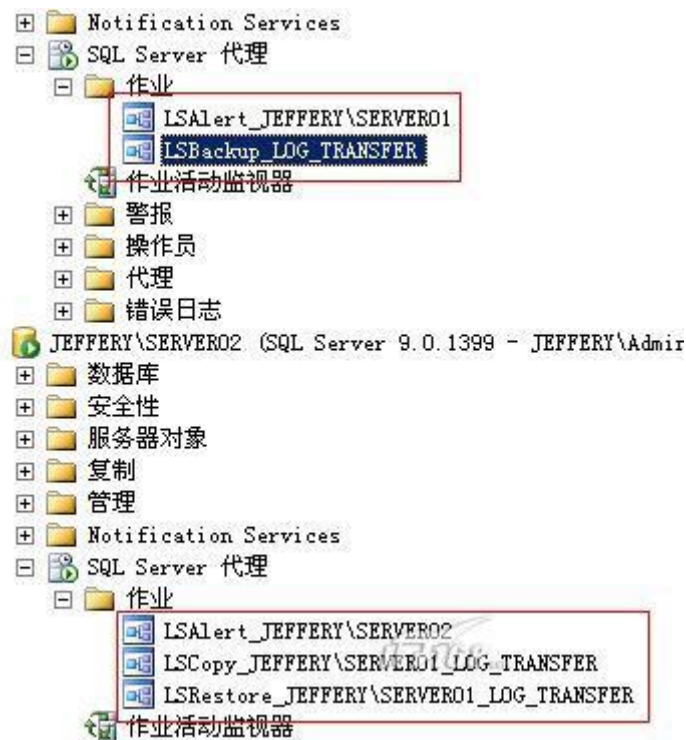 Notification Services
SQL Server 代理
作业
LSAlert_JEFFERY\SERVER01
LSBackup_LOG_TRANSFER
作业活动监视器
警报
操作员
代理
错误日志
JEFFERY\SERVER02 (SQL Server 9.0.1399 - JEFFERY\Admin
数据库
安全性
服务器对象
复制
管理
Notification Services
SQL Server 代理
作业
LSAlert_JEFFERY\SERVER02
LSCopy_JEFFERY\SERVER01_LOG_TRANSFER
LSRestore_JEFFERY\SERVER01_LOG_TRANSFER
作业活动监视器